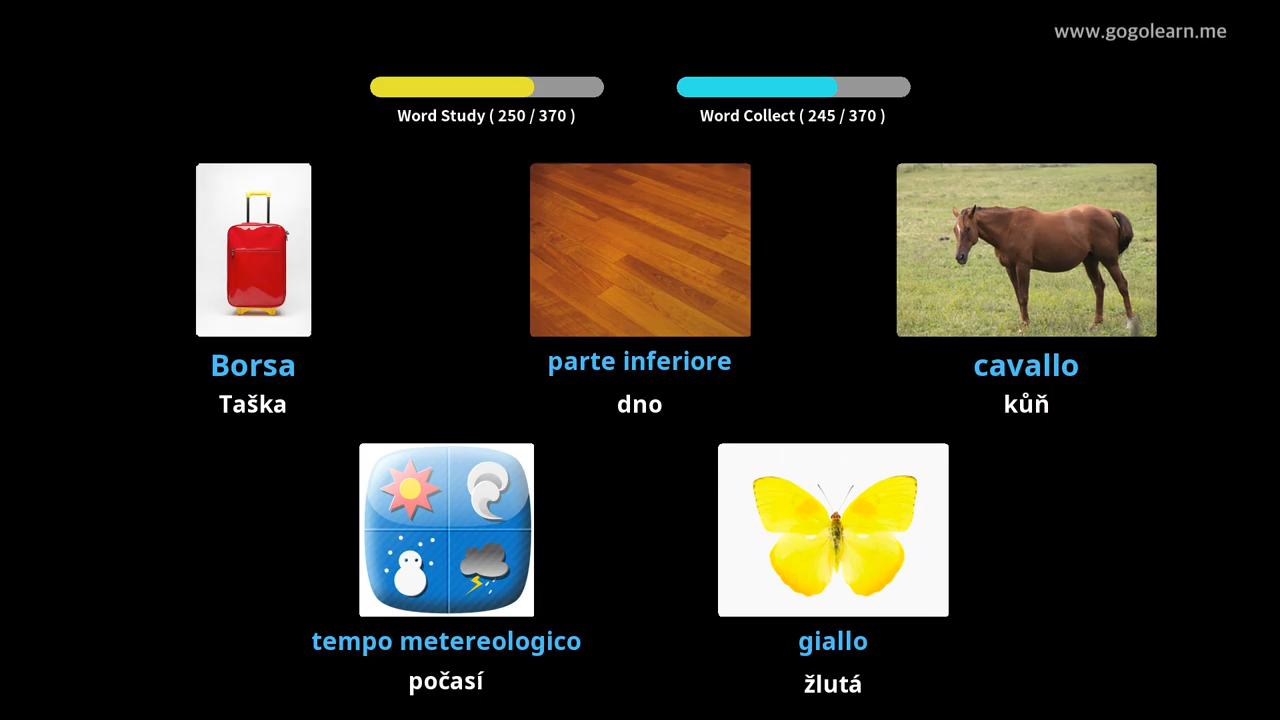 www.gogolearn.me
Word Study ( 250 / 370 )
Word Collect ( 245 / 370 )
Borsa
Taška
parte inferiore
dno
cavallo
kůň
tempo metereologico
počasí
giallo
žlutá